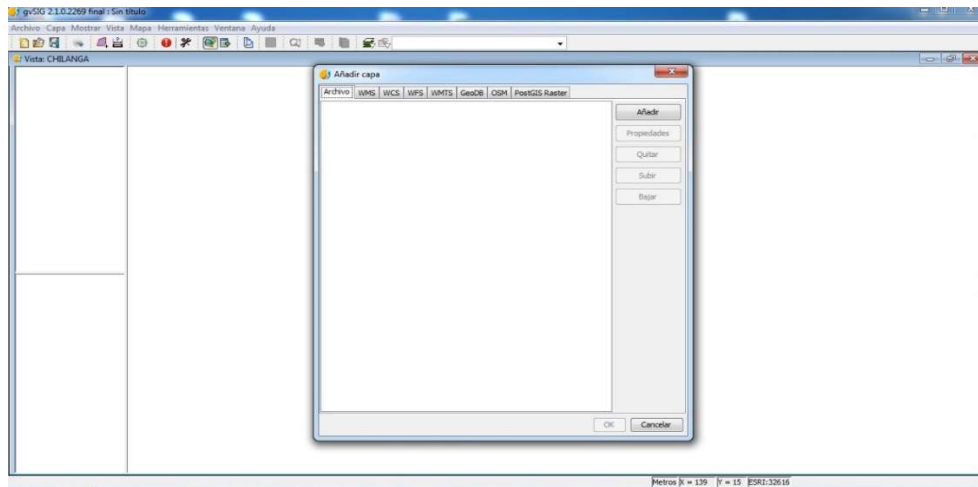 gvSIG 2.1.0.2269 final : Sin título
Archivo Capa Mostrar Vista Mapa Herramientas Ventana Ayuda
Vista: CHILANGA
Añadir capa
Archivo WMS WCS WFS WMTS GeoDB OSM PostGIS Raster
Añadir
Propiedades
Quitar
Subir
Bajar
OK Cancelar
Metros X = 139 Y = 15 ESRI:32616